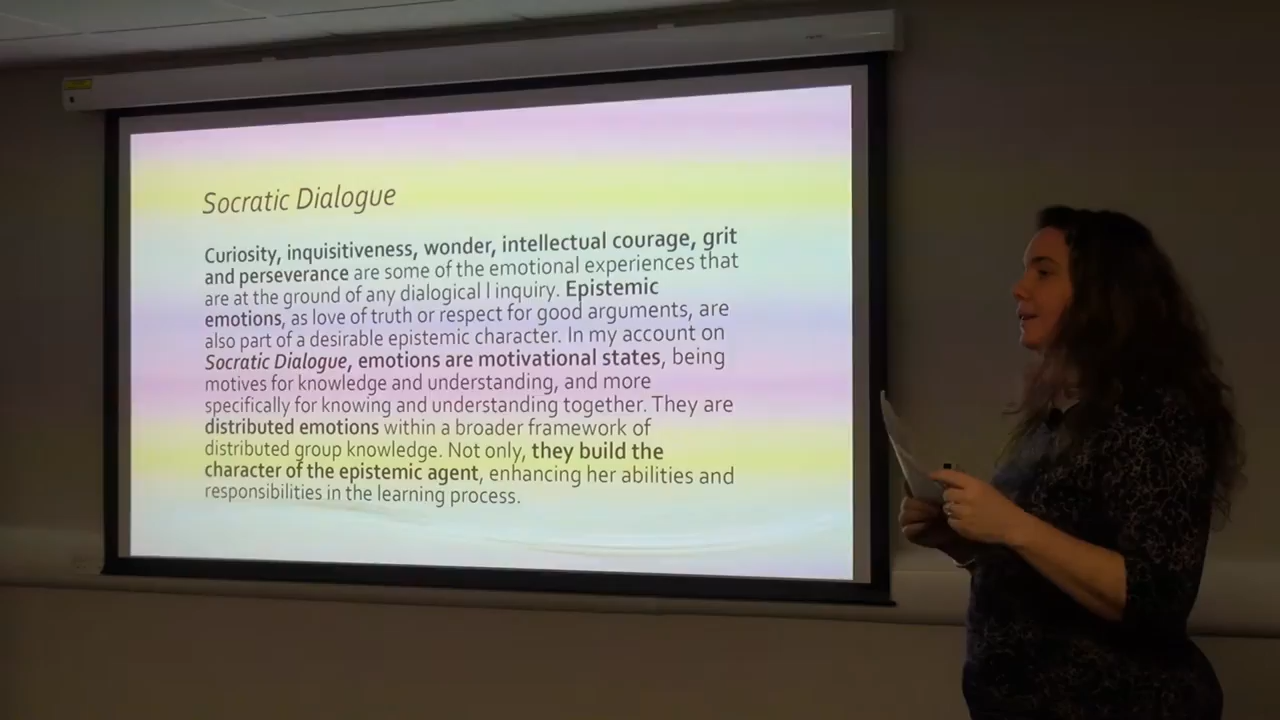 Socratic Dialogue
Curiosity, inquisitiveness, wonder, intellectual courage, grit
and perseverance are some of the emotional experiences that
are at the ground of any dialogical l inquiry. Epistemic
emotions, as love of truth or respect for good arguments, are
also part of a desirable epistemic character. In my account on
Socratic Dialogue, emotions are motivational states, being
motives for knowledge and understanding, and more
specifically for knowing and understanding together. They are
distributed emotions within a broader framework of
distributed group knowledge. Not only, they build the
character of the epistemic agent, enhancing her abilities and
responsibilities in the learning process.